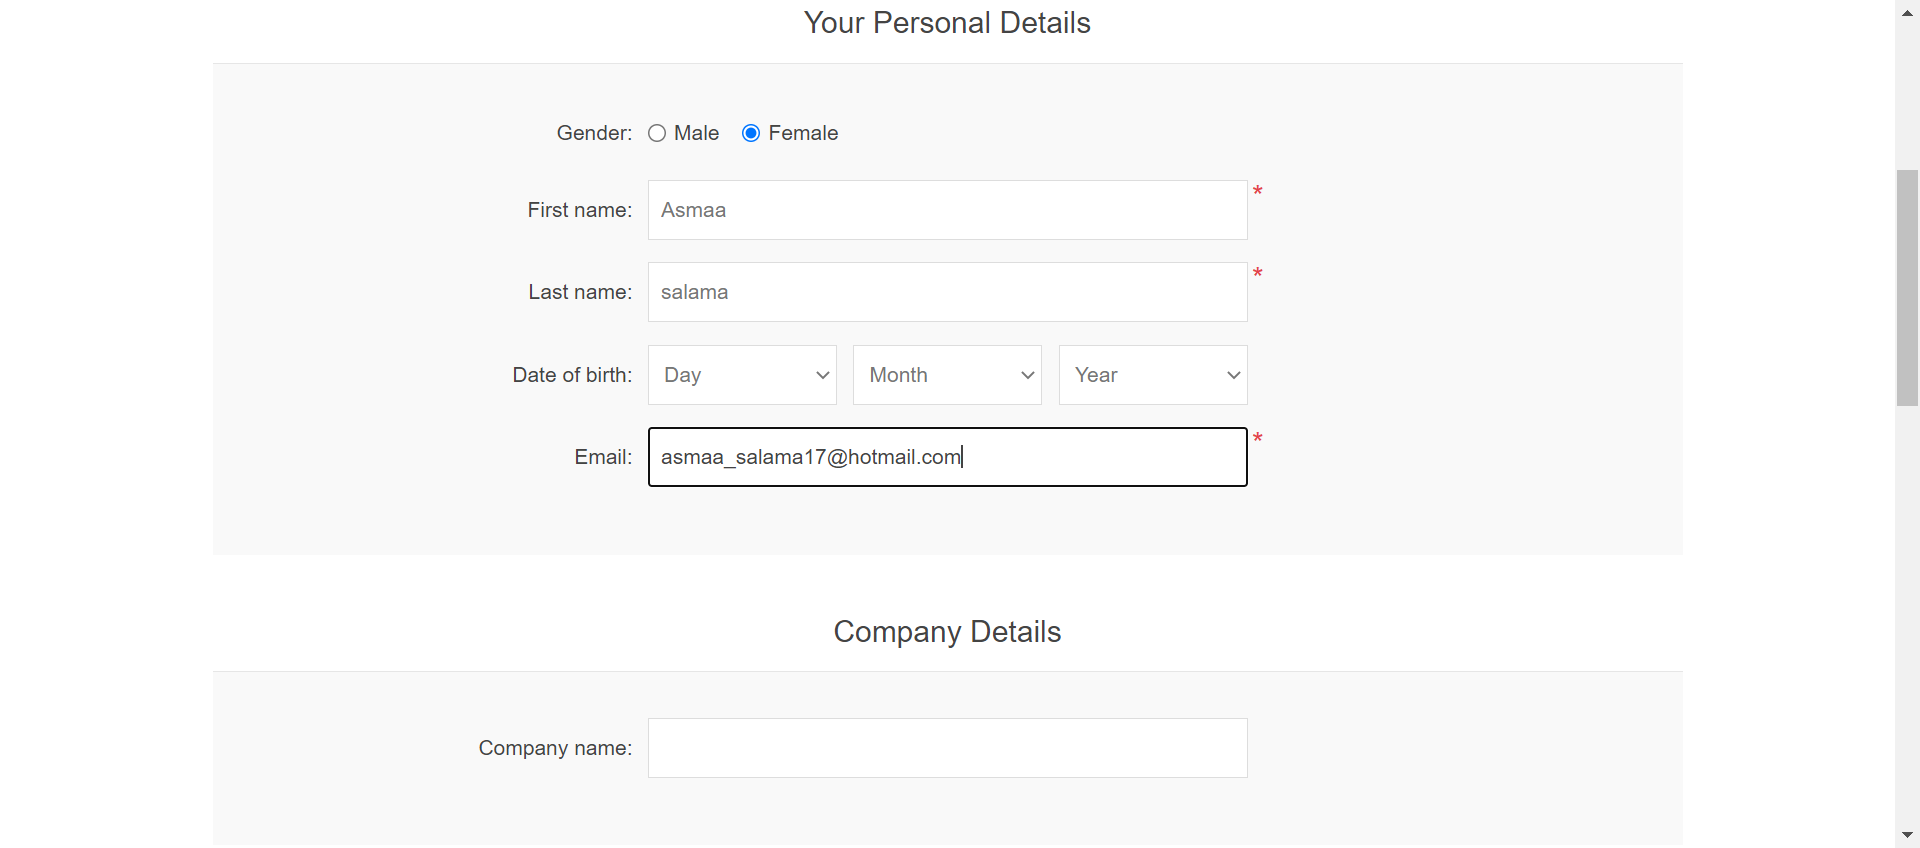 Your Personal Details
Gender: Male Female
First name: Asmaa *
Last name: salama *
Date of birth: Day Month Year
Email: asmaa_salama17@hotmail.com *
Company Details
Company name: